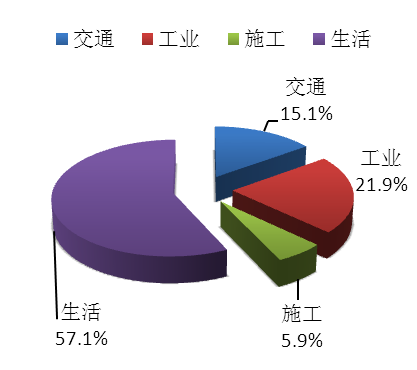 交通 工业 施工 生活
交通
15.1%
工业
21.9%
生活
57.1%
施工
5.9%